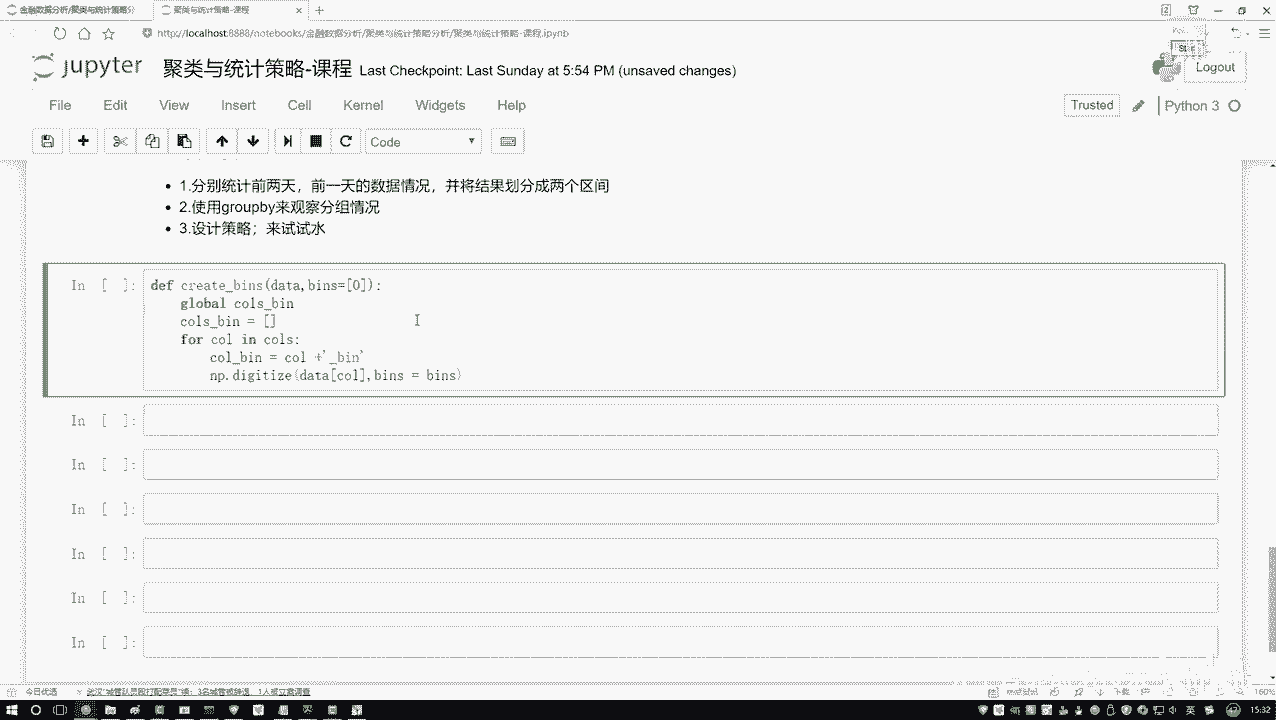 金融数据分析/聚类与统计策略分
聚类与统计策略-课程
http://localhost:8888/notebooks/金融数据分析/聚类与统计策略分析/聚类与统计策略-课程.ipynb
jupyter 聚类与统计策略-课程 Last Checkpoint: Last Sunday at 5:54 PM (unsaved changes)
Logout
File Edit View Insert Cell Kernel Widgets Help
Trusted Python 3
Code
1.分别统计前两天，前一天的数据情况，并将结果划分成两个区间
2.使用groupby来观察分组情况
3.设计策略；来试试水
In [ ]: def create_bins(data,bins=[0]):
global cols_bin
cols_bin = []
for col in cols:
col_bin = col +'_bin'
np.digitize(data[col],bins = bins)
In [ ]:
In [ ]:
In [ ]:
In [ ]:
In [ ]:
In [ ]:
今日优选
下载
160%
英
15:32